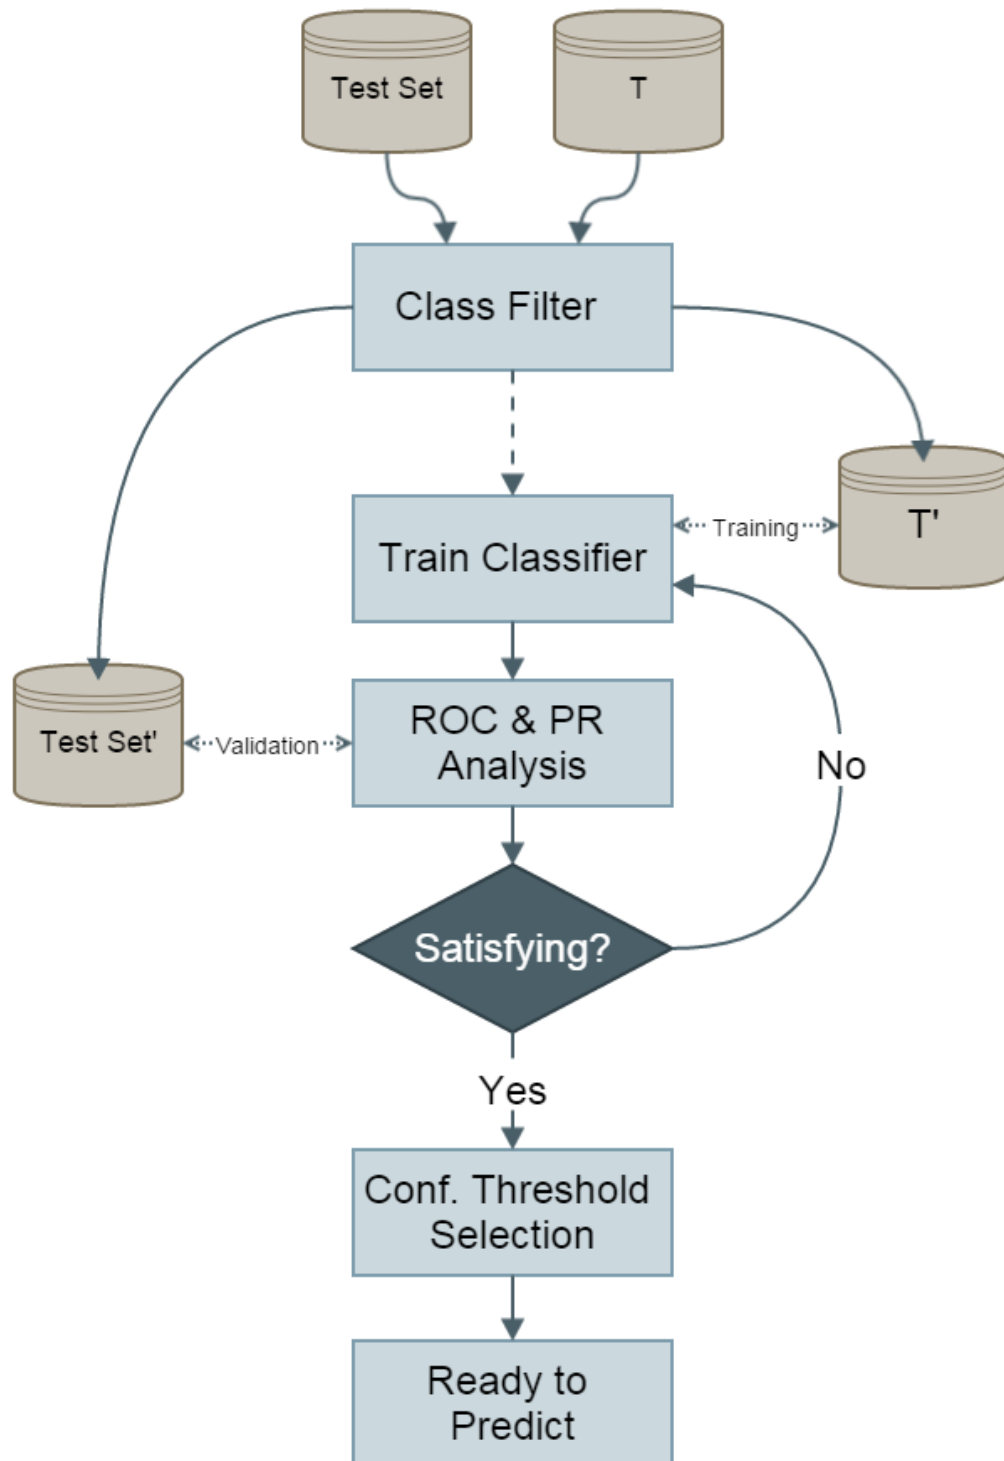 Test Set
T
Class Filter
Train Classifier
Training
T'
Test Set'
Validation
ROC & PR
Analysis
No
Satisfying?
Yes
Conf. Threshold
Selection
Ready to
Predict